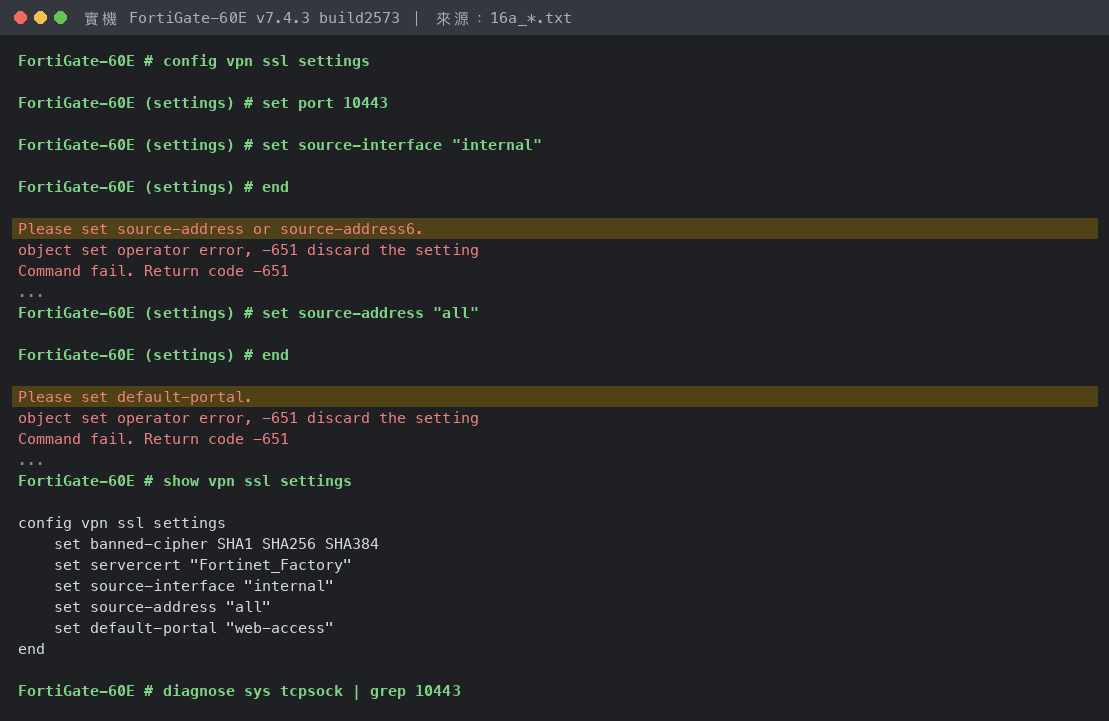 實機 FortiGate-60E v7.4.3 build2573 | 來源：16a_*.txt
FortiGate-60E # config vpn ssl settings
FortiGate-60E (settings) # set port 10443
FortiGate-60E (settings) # set source-interface "internal"
FortiGate-60E (settings) # end
Please set source-address or source-address6.
object set operator error, -651 discard the setting
Command fail. Return code -651
...
FortiGate-60E (settings) # set source-address "all"
FortiGate-60E (settings) # end
Please set default-portal.
object set operator error, -651 discard the setting
Command fail. Return code -651
...
FortiGate-60E # show vpn ssl settings
config vpn ssl settings
    set banned-cipher SHA1 SHA256 SHA384
    set servercert "Fortinet_Factory"
    set source-interface "internal"
    set source-address "all"
    set default-portal "web-access"
end
FortiGate-60E # diagnose sys tcpsock | grep 10443